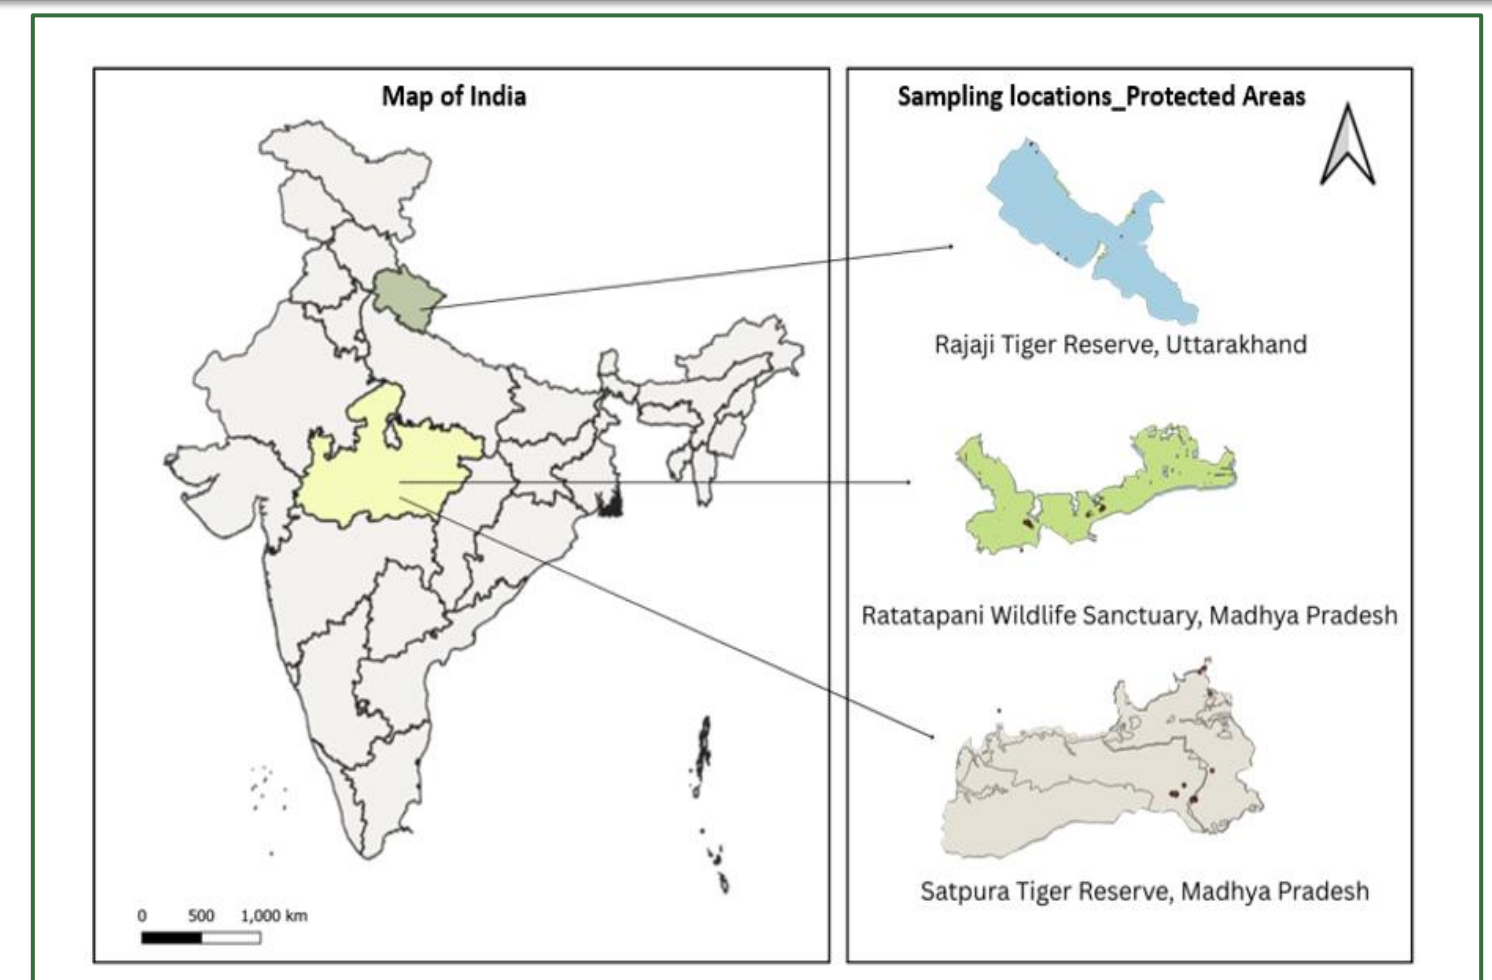 Map of India
Sampling locations_Protected Areas
Rajaji Tiger Reserve, Uttarakhand
Ratatapani Wildlife Sanctuary, Madhya Pradesh
Satpura Tiger Reserve, Madhya Pradesh
0 500 1,000 km